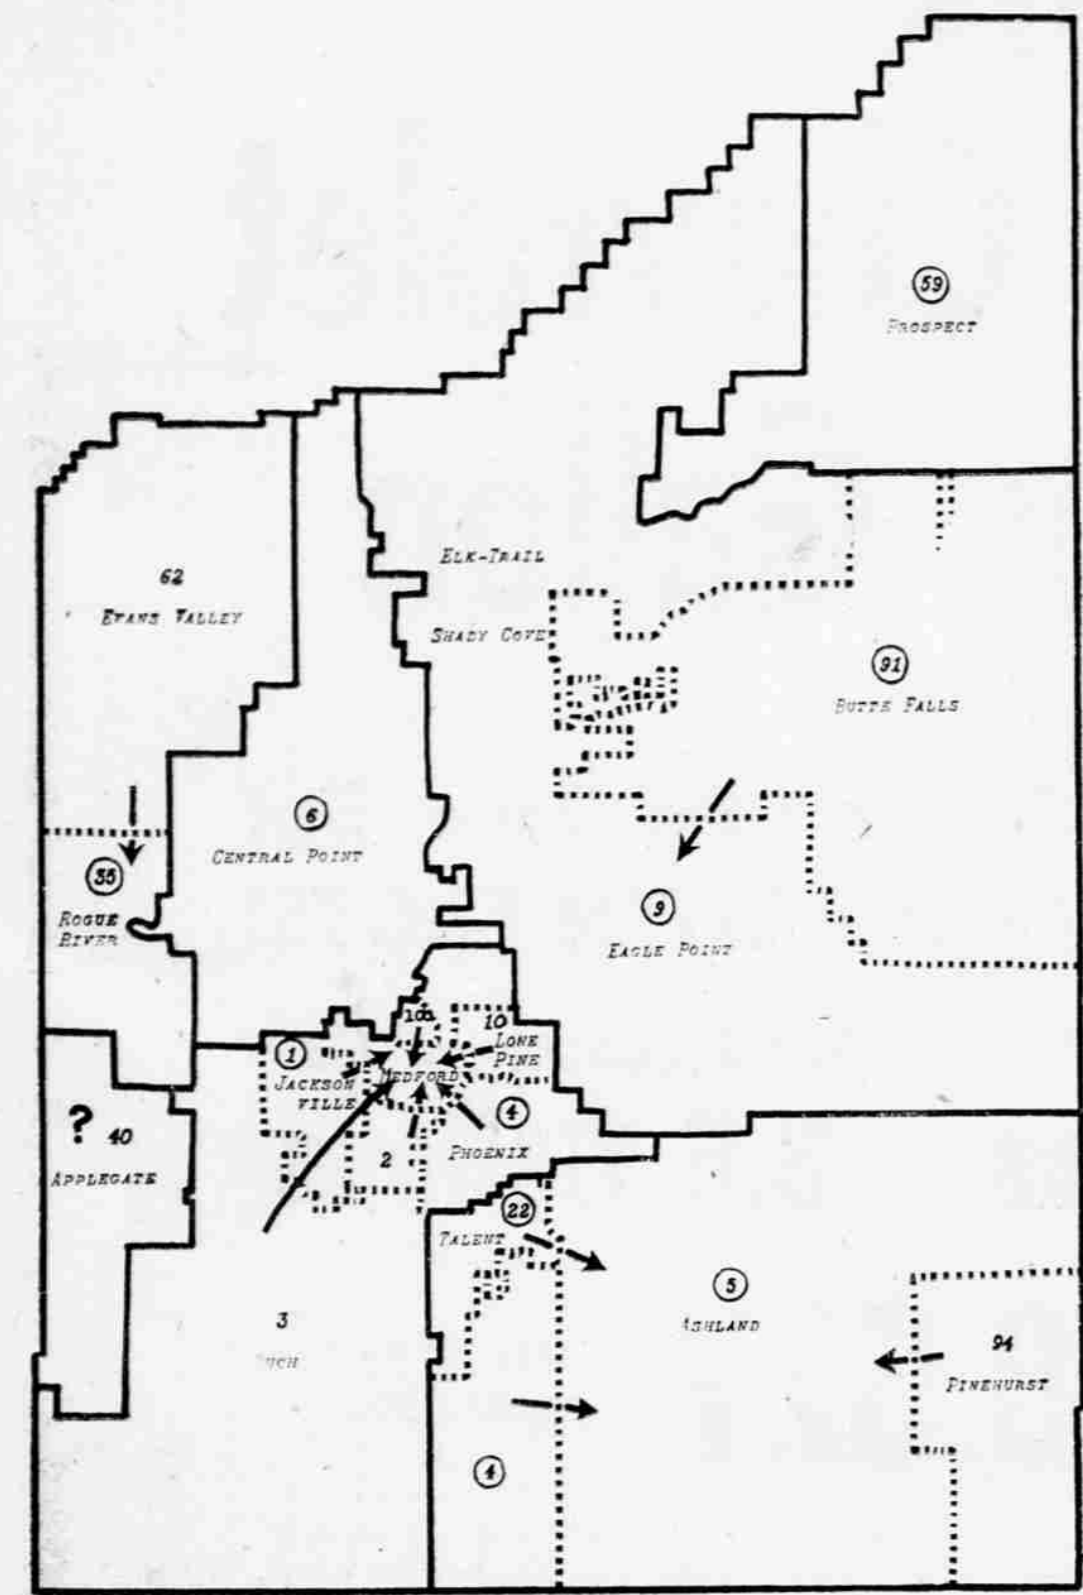 59
PROSPECT
ELK-TRAIL
62
EVANS VALLEY
SHADY COVE
91
BUTTE FALLS
6
CENTRAL POINT
35
ROGUE
RIVER
9
EAGLE POINT
10
LONE
PINE
1
JACKSON
VILLE
MEDFORD
4
PHOENIX
? 40
APPLEGATE
2
22
TALENT
5
ASHLAND
3
94
PINEHURST
4